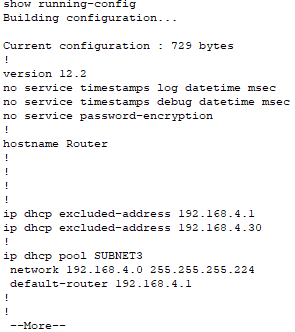 show running-config
Building configuration...
Current configuration : 729 bytes
!
version 12.2
no service timestamps log datetime msec
no service timestamps debug datetime msec
no service password-encryption
!
hostname Router
!
!
!
!
ip dhcp excluded-address 192.168.4.1
ip dhcp excluded-address 192.168.4.30
!
ip dhcp pool SUBNET3
 network 192.168.4.0 255.255.255.224
 default-router 192.168.4.1
!
!
 --More--